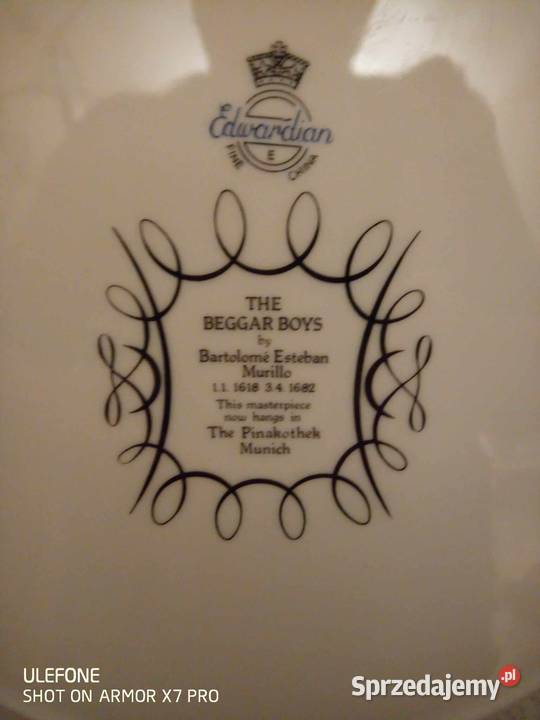 Edwardian
E
FINE CHINA
THE
BEGGAR BOYS
by
Bartolomé Esteban
Murillo
1.1. 1618 3.4. 1682
This masterpiece
now hangs in
The Pinakothek
Munich
ULEFONE
SHOT ON ARMOR X7 PRO
Sprzedajemy.pl